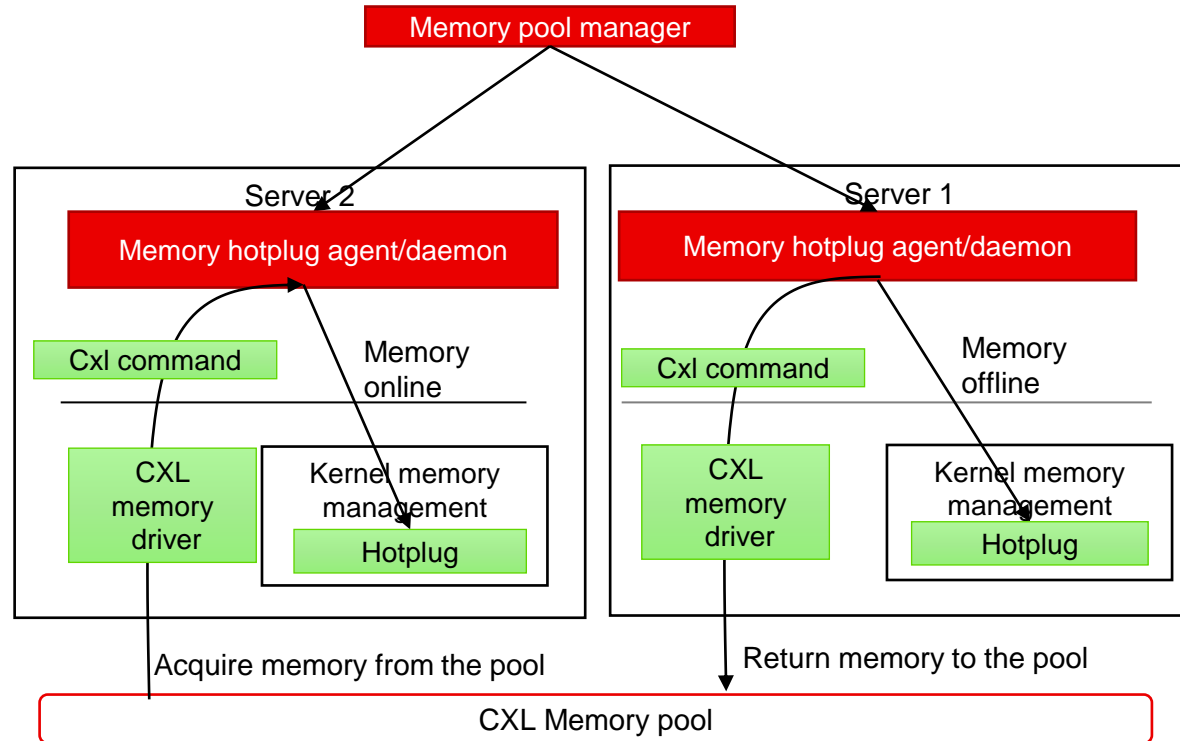 Memory pool manager
Server 2
Memory hotplug agent/daemon
Cxl command
Memory
online
CXL
memory
driver
Kernel memory
management
Hotplug
Acquire memory from the pool
Server 1
Memory hotplug agent/daemon
Cxl command
Memory
offline
CXL
memory
driver
Kernel memory
management
Hotplug
Return memory to the pool
CXL Memory pool